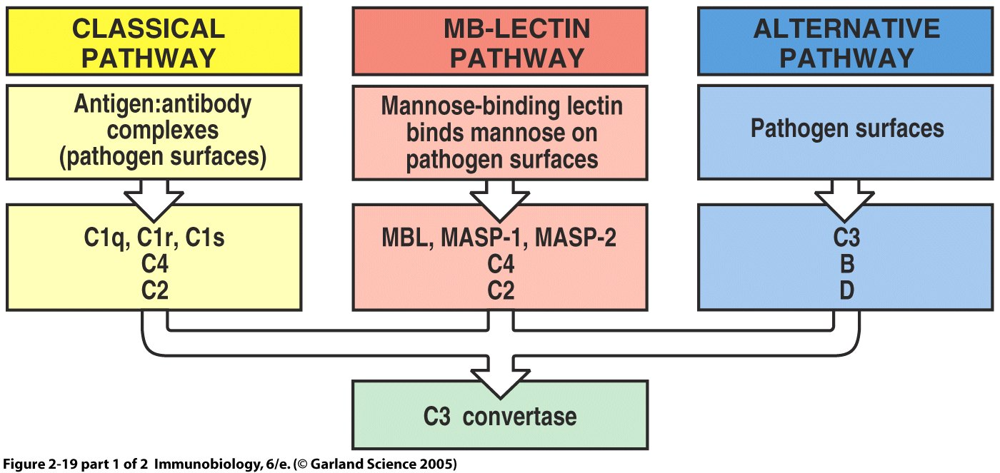 CLASSICAL
PATHWAY
Antigen:antibody
complexes
(pathogen surfaces)
C1q, C1r, C1s
C4
C2
MB-LECTIN
PATHWAY
Mannose-binding lectin
binds mannose on
pathogen surfaces
MBL, MASP-1, MASP-2
C4
C2
ALTERNATIVE
PATHWAY
Pathogen surfaces
C3
B
D
C3 convertase
Figure 2-19 part 1 of 2 Immunobiology, 6/e. (© Garland Science 2005)